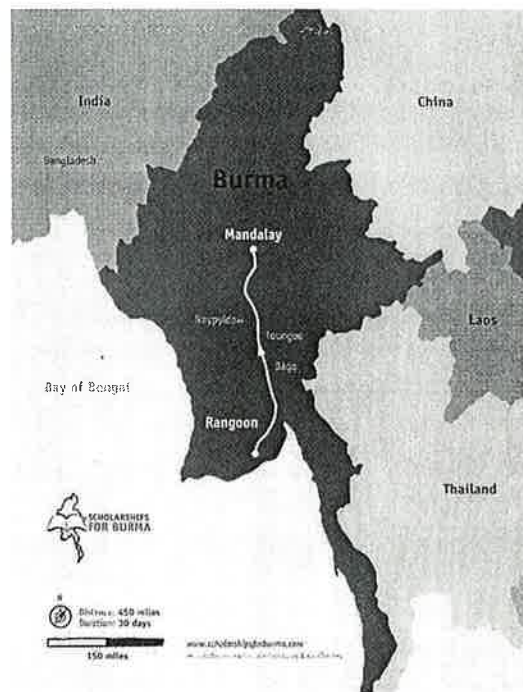 India
China
Bangladesh
Burma
Mandalay
Naypyidaw
Toungoo
Laos
Bago
Bay of Bengal
Rangoon
Thailand
SCHOLARSHIPS
FOR BURMA
N
Distance: 450 miles
Duration: 30 days
150 miles
www.scholarshipsforburma.com